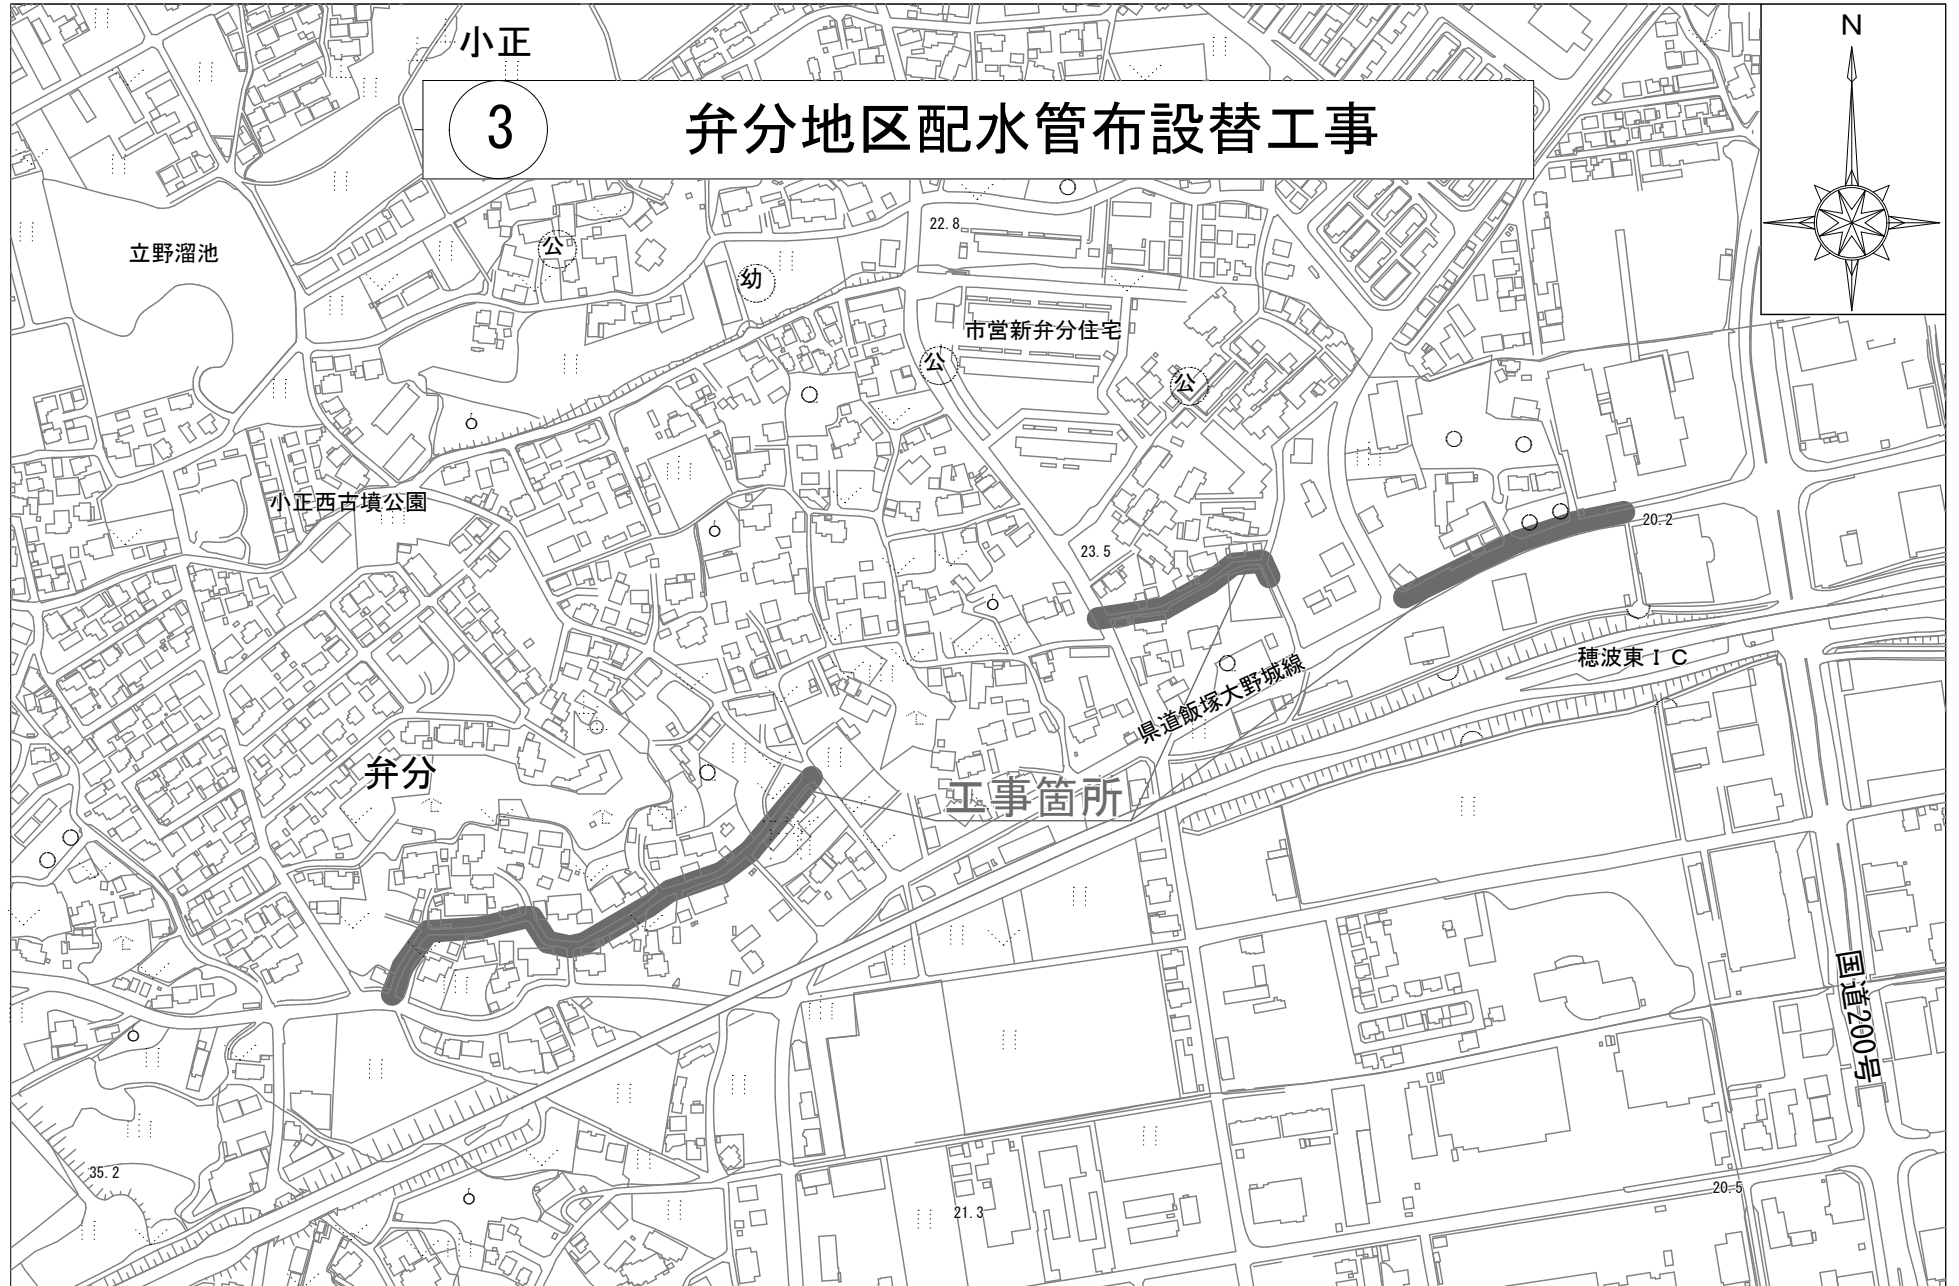 小正
N
3 弁分地区配水管布設替工事
立野溜池
公
22.8
幼
市営新弁分住宅
公
公
小正西古墳公園
20.2
23.5
穂波東IC
県道飯塚大野城線
弁分
工事箇所
国道200号
35.2
20.5
21.3